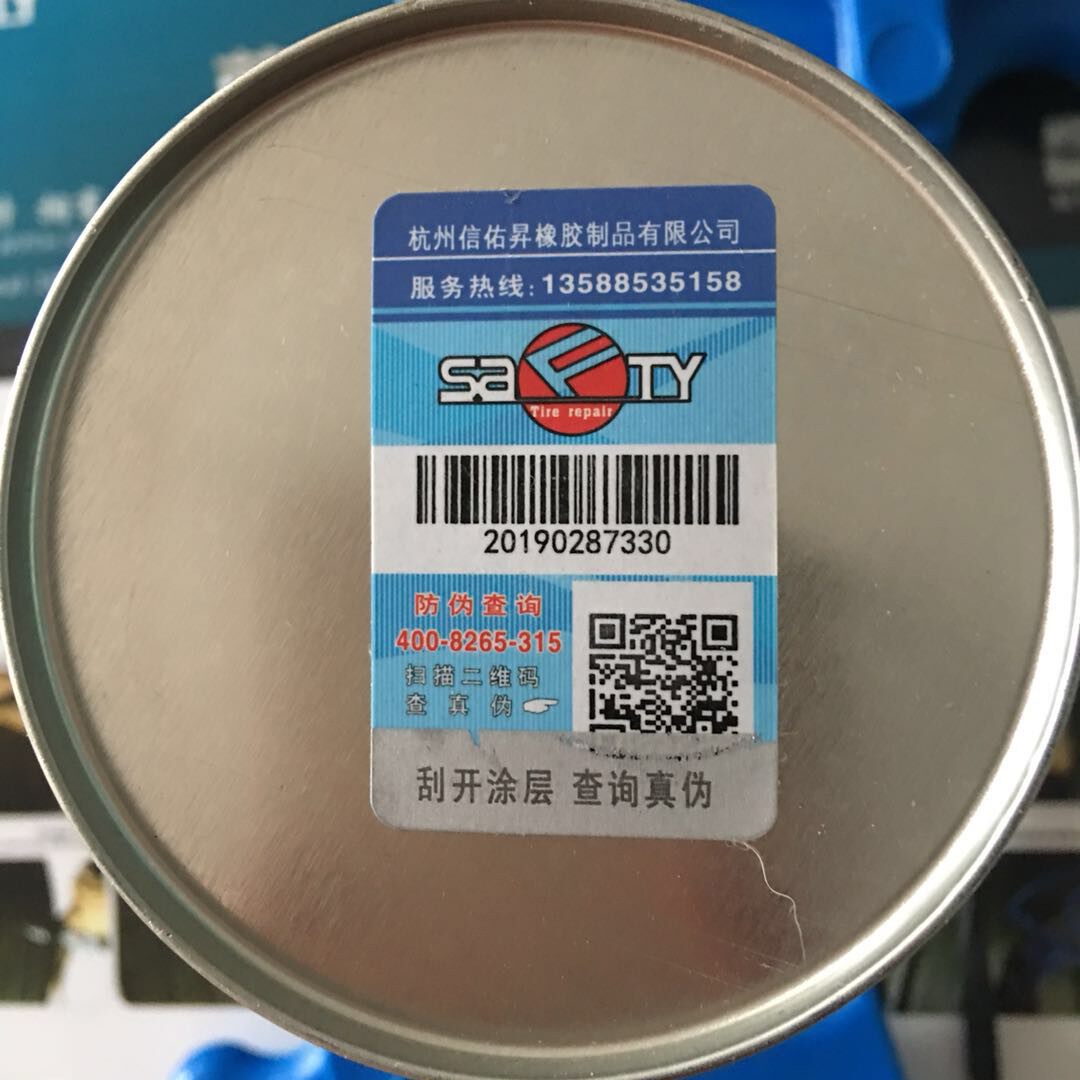 杭州信佑昇橡胶制品有限公司
服务热线:13588535158
SAFETY
Tire repair
20190287330
防伪查询
400-8265-315
扫描二维码
查真伪
刮开涂层 查询真伪